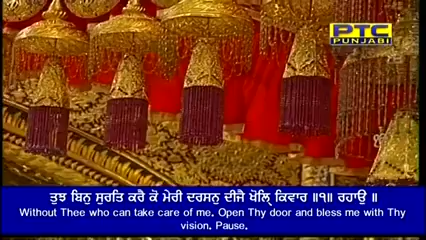 PTC
PUNJABI
ਤੁਝ ਬਿਨੁ ਸੁਰਤਿ ਕਰੈ ਕੋ ਮੇਰੀ ਦਰਸਨੁ ਦੀਜੈ ਖੋਲ੍ਹਿ ਕਿਵਾਰ ॥੧॥ ਰਹਾਉ ॥
Without Thee who can take care of me. Open Thy door and bless me with Thy
vision. Pause.